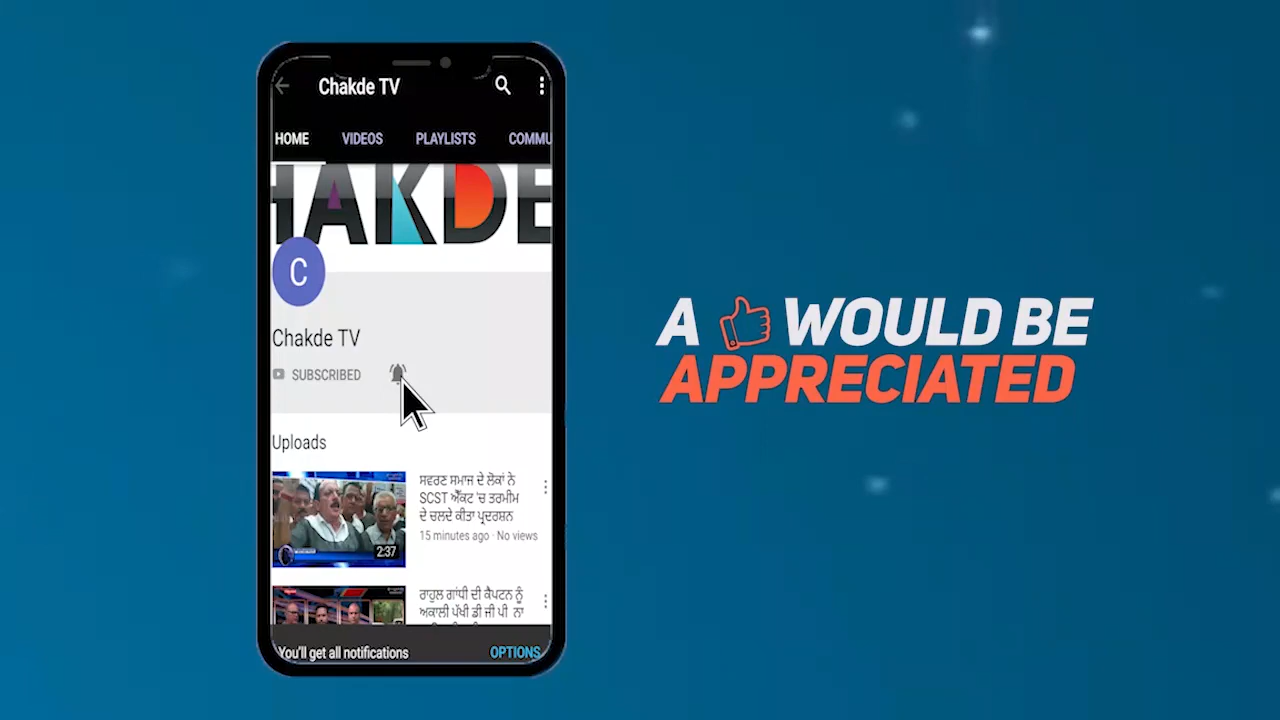 Chakde TV
HOME VIDEOS PLAYLISTS COMMU
HAKDE
C
Chakde TV
SUBSCRIBED
Uploads
ਸਵਰਣ ਸਮਾਜ ਦੇ ਲੋਕਾਂ ਨੇ
SCST ਐੱਕਟ 'ਚ ਤਰਮੀਮ
ਦੇ ਚਲਦੇ ਕੀਤਾ ਪ੍ਰਦਰਸ਼ਨ
15 minutes ago · No views
2:37
ਰਾਹੁਲ ਗਾਂਧੀ ਦੀ ਕੈਪਟਨ ਨੂੰ
ਅਕਾਲੀ ਪੱਖੀ ਡੀ ਜੀ ਪੀ ਨਾ
You'll get all notifications OPTIONS
A WOULD BE
APPRECIATED